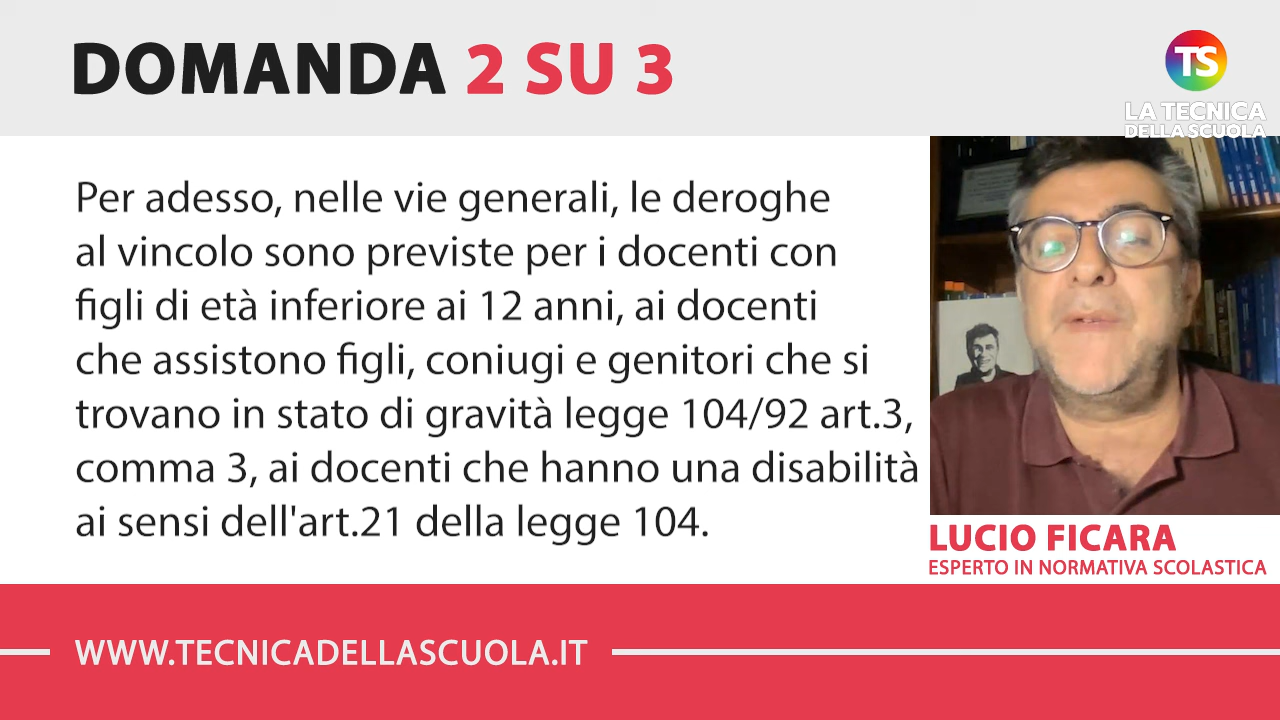 DOMANDA 2 SU 3
TS
LA TECNICA
DELLA SCUOLA
Per adesso, nelle vie generali, le deroghe
al vincolo sono previste per i docenti con
figli di età inferiore ai 12 anni, ai docenti
che assistono figli, coniugi e genitori che si
trovano in stato di gravità legge 104/92 art.3,
comma 3, ai docenti che hanno una disabilità
ai sensi dell'art.21 della legge 104.
LUCIO FICARA
ESPERTO IN NORMATIVA SCOLASTICA
WWW.TECNICADELLASCUOLA.IT